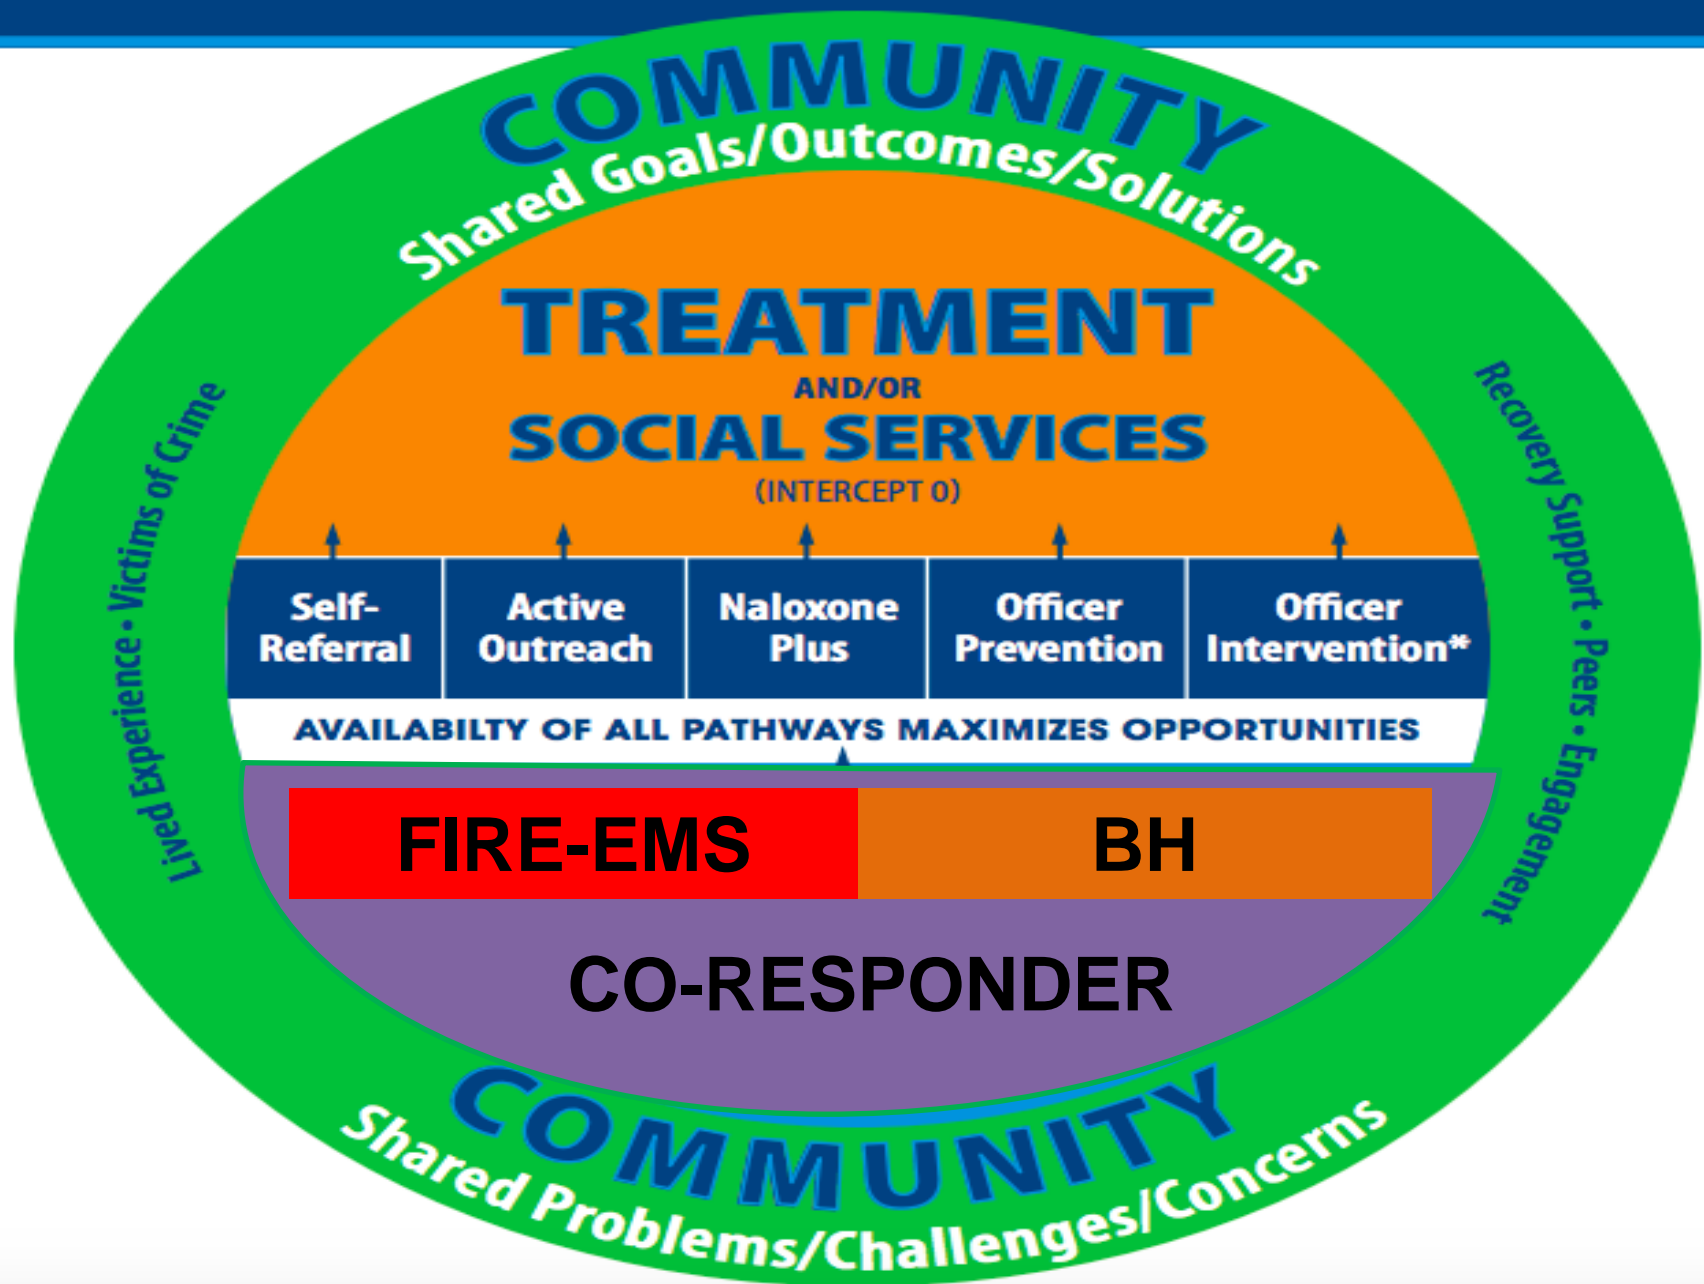 COMMUNITY
Shared Goals/Outcomes/Solutions
TREATMENT
AND/OR
SOCIAL SERVICES
(INTERCEPT 0)
Lived Experience • Victims of Crime
Recovery Support • Peers • Engagement
Self-
Referral
Active
Outreach
Naloxone
Plus
Officer
Prevention
Officer
Intervention*
AVAILABILTY OF ALL PATHWAYS MAXIMIZES OPPORTUNITIES
FIRE-EMS
BH
CO-RESPONDER
COMMUNITY
Shared Problems/Challenges/Concerns